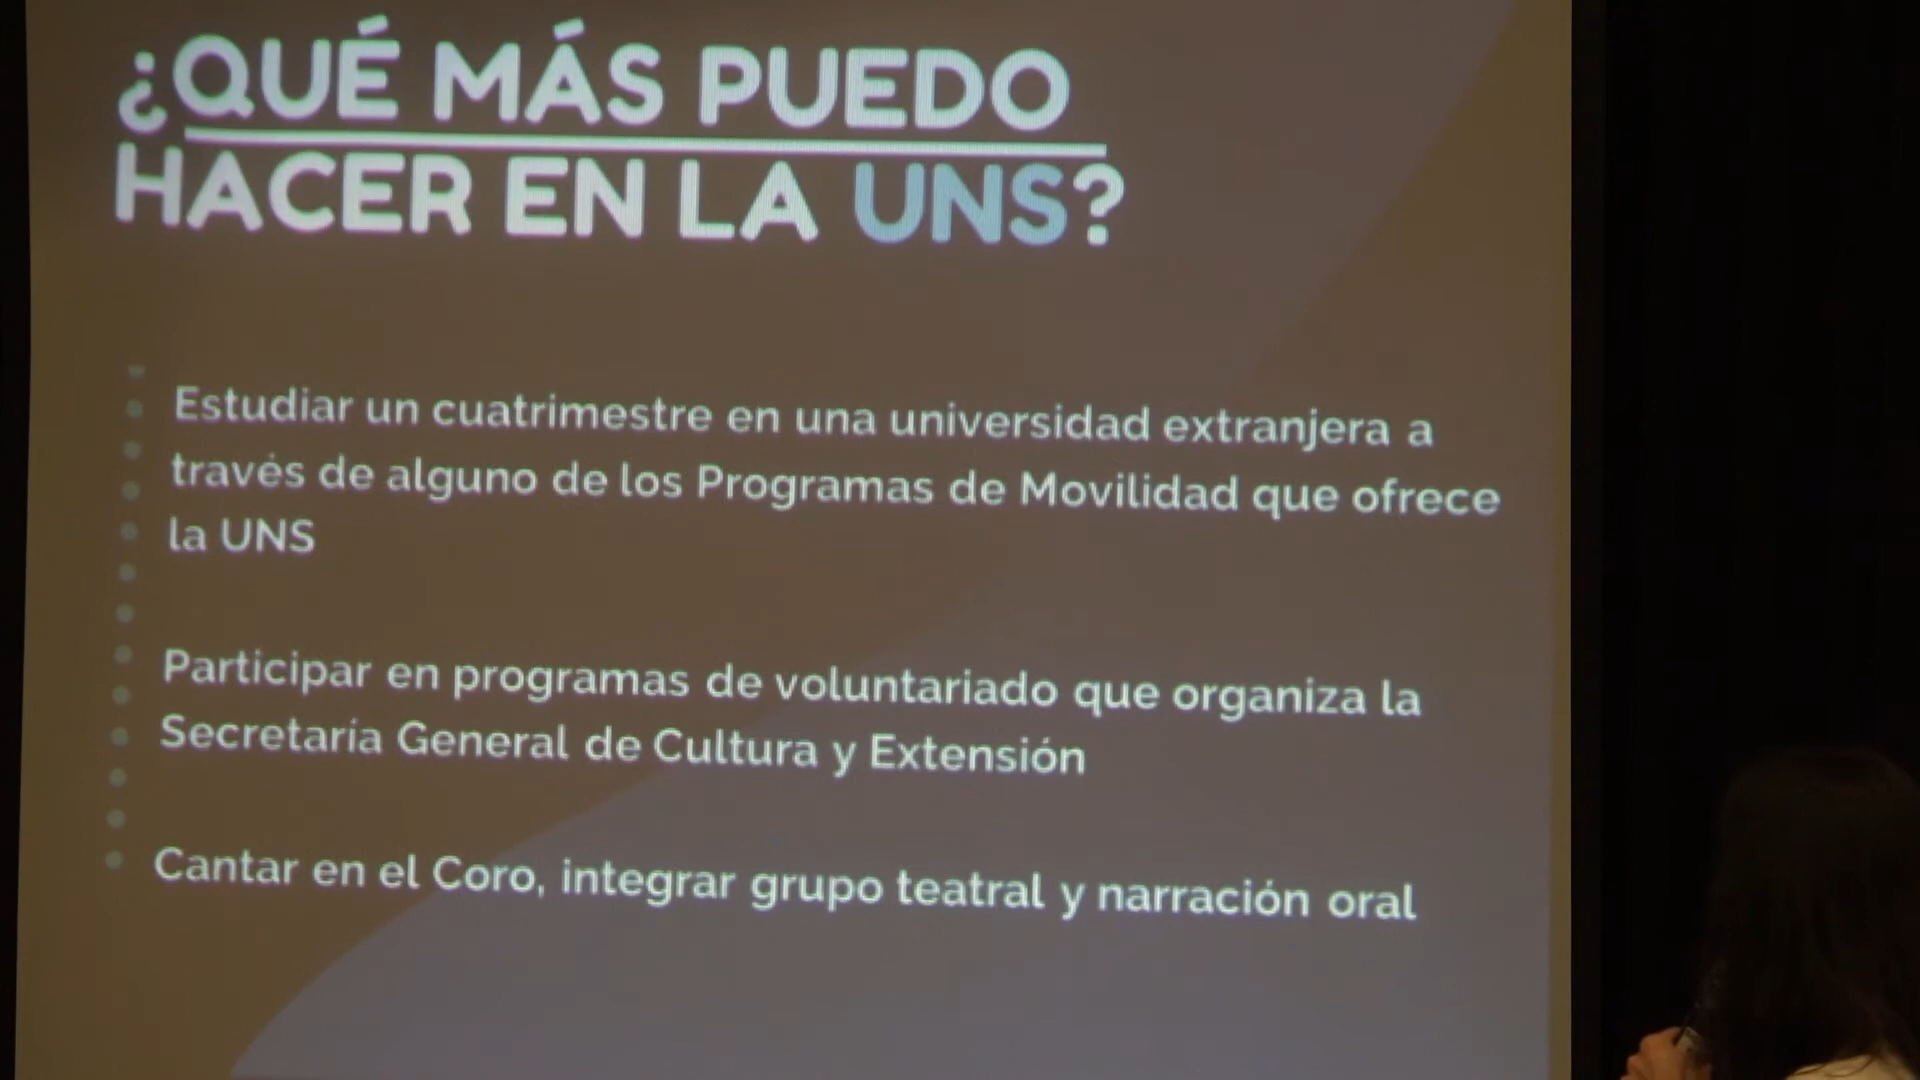 ¿QUÉ MÁS PUEDO
HACER EN LA UNS?
Estudiar un cuatrimestre en una universidad extranjera a
través de alguno de los Programas de Movilidad que ofrece
la UNS
Participar en programas de voluntariado que organiza la
Secretaría General de Cultura y Extensión
Cantar en el Coro, integrar grupo teatral y narración oral